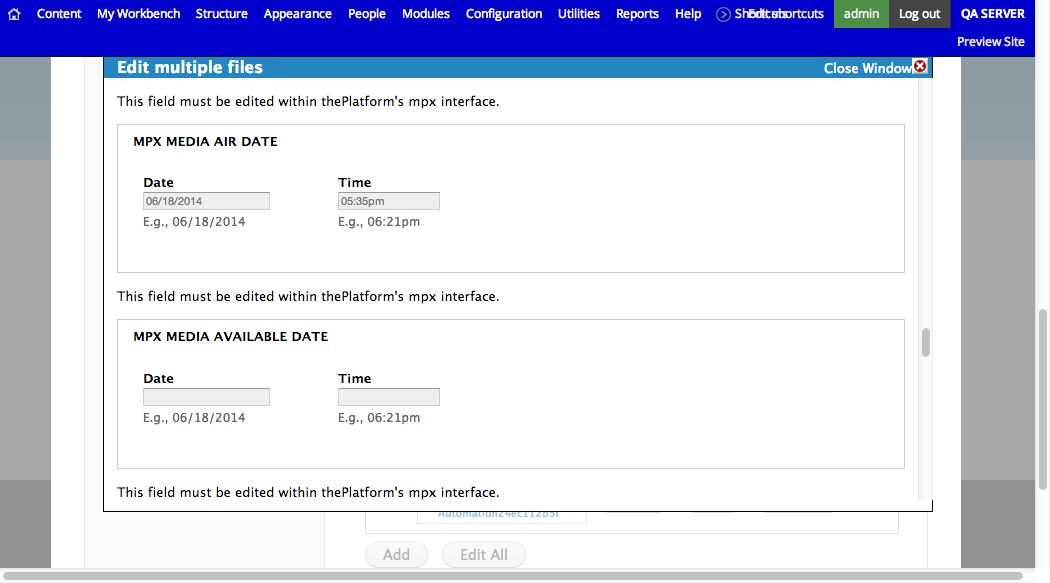 Content My Workbench Structure Appearance People Modules Configuration Utilities Reports Help Edit shortcuts admin Log out QA SERVER
Preview Site
Edit multiple files Close Window
This field must be edited within thePlatform's mpx interface.
MPX MEDIA AIR DATE
Date Time
06/18/2014 05:35pm
E.g., 06/18/2014 E.g., 06:21pm
This field must be edited within thePlatform's mpx interface.
MPX MEDIA AVAILABLE DATE
Date Time
E.g., 06/18/2014 E.g., 06:21pm
This field must be edited within thePlatform's mpx interface.
Add Edit All